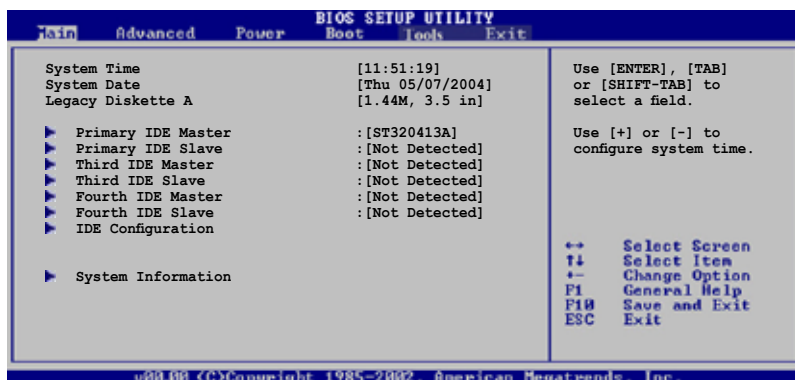 BIOS SETUP UTILITY
Main Advanced Power Boot Tools Exit
System Time [11:51:19]
System Date [Thu 05/07/2004]
Legacy Diskette A [1.44M, 3.5 in]
Primary IDE Master :[ST320413A]
Primary IDE Slave :[Not Detected]
Third IDE Master :[Not Detected]
Third IDE Slave :[Not Detected]
Fourth IDE Master :[Not Detected]
Fourth IDE Slave :[Not Detected]
IDE Configuration
System Information
Use [ENTER], [TAB]
or [SHIFT-TAB] to
select a field.
Use [+] or [-] to
configure system time.
↔ Select Screen
↑↓ Select Item
+- Change Option
F1 General Help
F10 Save and Exit
ESC Exit
v00.00 (C)Copyright 1985-2002, American Megatrends, Inc.